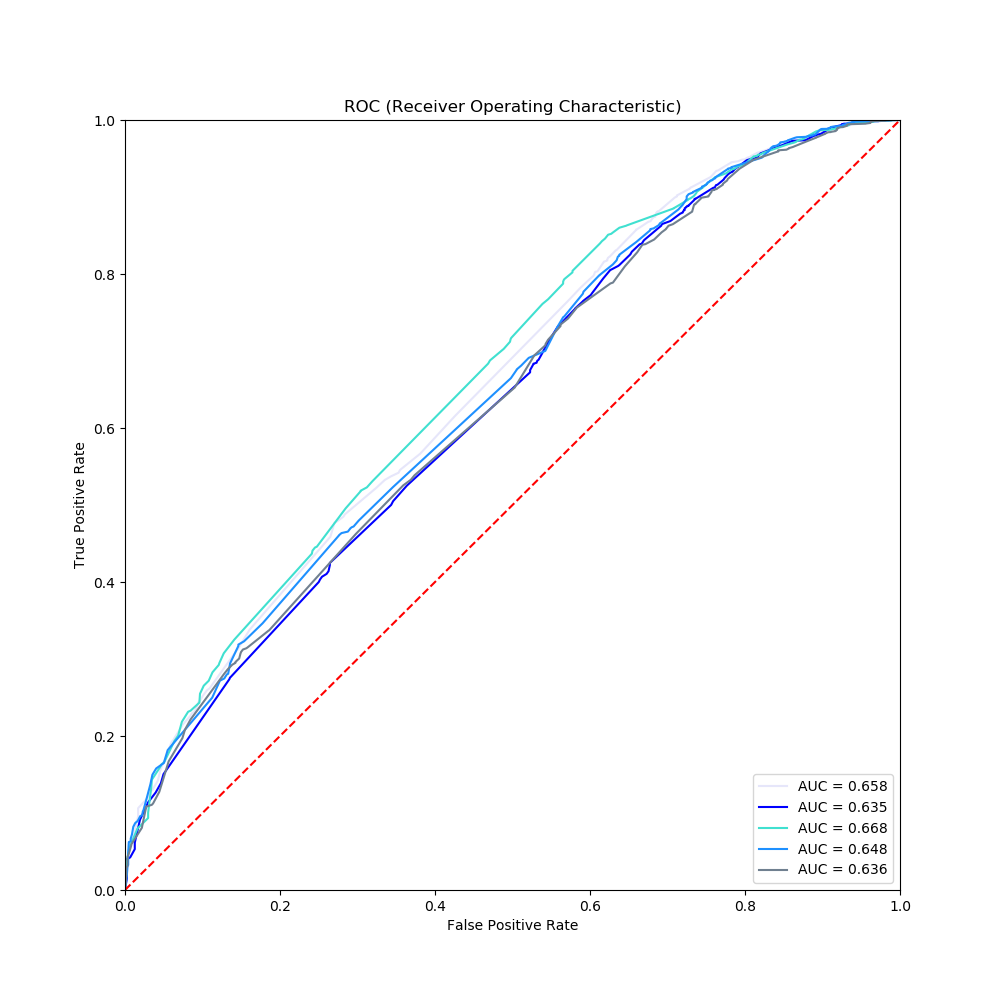 ROC (Receiver Operating Characteristic)
1.0
0.8
0.6
0.4
0.2
0.0
True Positive Rate
AUC = 0.658
AUC = 0.635
AUC = 0.668
AUC = 0.648
AUC = 0.636
0.0 0.2 0.4 0.6 0.8 1.0
False Positive Rate